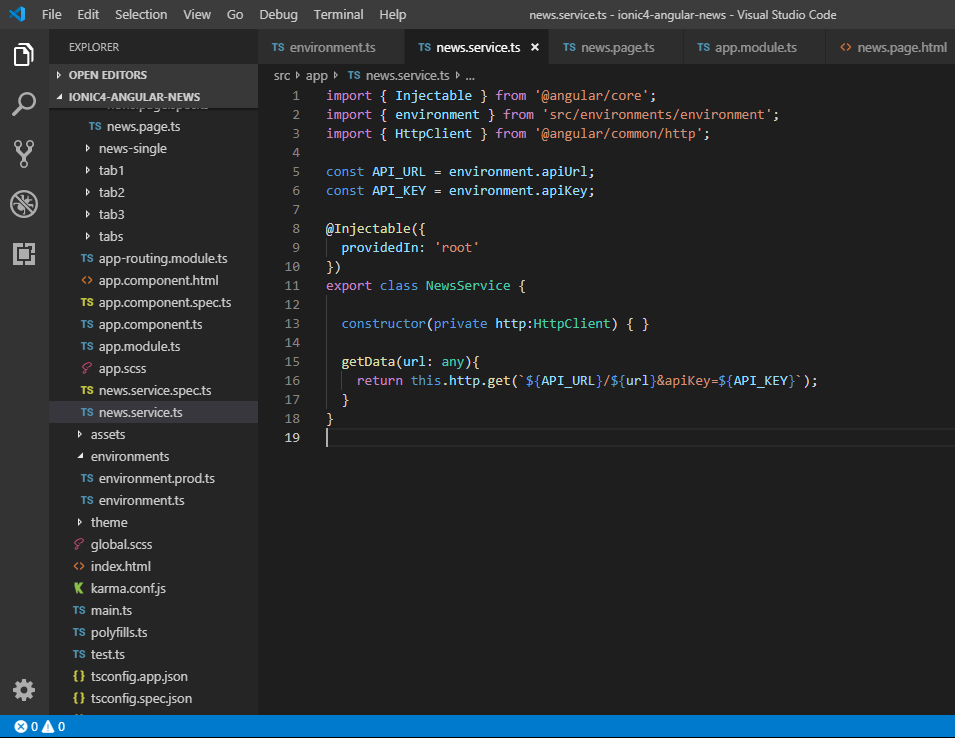 File Edit Selection View Go Debug Terminal Help news.service.ts - ionic4-angular-news - Visual Studio Code
EXPLORER
OPEN EDITORS
IONIC4-ANGULAR-NEWS
TS news.page.ts
news-single
tab1
tab2
tab3
tabs
TS app-routing.module.ts
<> app.component.html
TS app.component.spec.ts
TS app.component.ts
TS app.module.ts
app.scss
TS news.service.spec.ts
TS news.service.ts
assets
environments
TS environment.prod.ts
TS environment.ts
theme
global.scss
<> index.html
karma.conf.js
TS main.ts
TS polyfills.ts
TS test.ts
{} tsconfig.app.json
{} tsconfig.spec.json
TS environment.ts TS news.service.ts × TS news.page.ts TS app.module.ts <> news.page.html
src app TS news.service.ts ...
1 import { Injectable } from '@angular/core';
2 import { environment } from 'src/environments/environment';
3 import { HttpClient } from '@angular/common/http';
4
5 const API_URL = environment.apiUrl;
6 const API_KEY = environment.apiKey;
7
8 @Injectable({
9 providedIn: 'root'
10 })
11 export class NewsService {
12
13 constructor(private http:HttpClient) { }
14
15 getData(url: any){
16 return this.http.get(`${API_URL}/${url}&apiKey=${API_KEY}`);
17 }
18 }
19
0 0